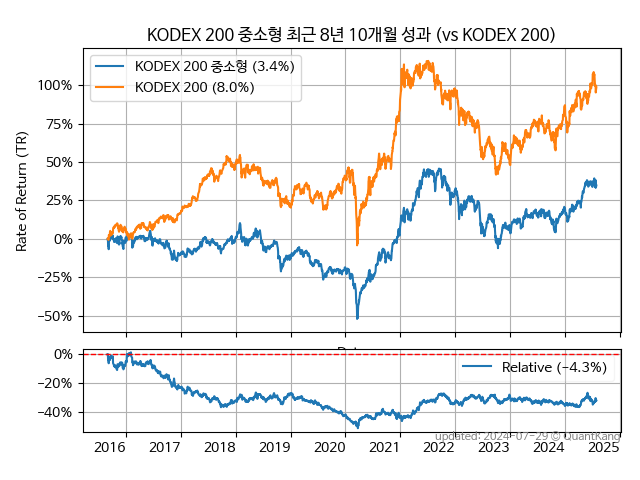 KODEX 200 중소형 최근 8년 10개월 성과 (vs KODEX 200)
KODEX 200 중소형 (3.4%)
KODEX 200 (8.0%)
Rate of Return (TR)
100%
75%
50%
25%
0%
−25%
−50%
0%
−20%
−40%
Relative (−4.3%)
2016 2017 2018 2019 2020 2021 2022 2023 2024 2025
updated: 2024-07-29 © QuantKang